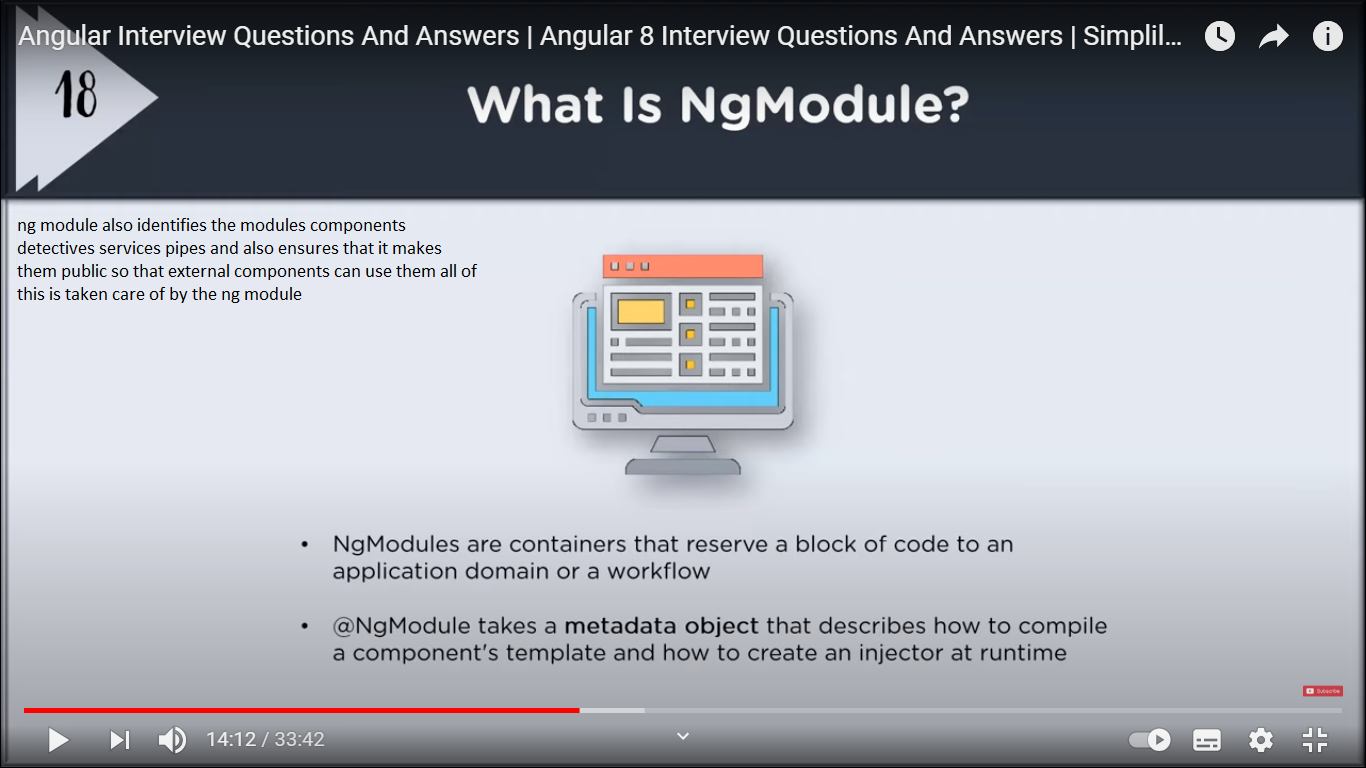 Angular Interview Questions And Answers | Angular 8 Interview Questions And Answers | Simplil...
18
What Is NgModule?
ng module also identifies the modules components
detectives services pipes and also ensures that it makes
them public so that external components can use them all of
this is taken care of by the ng module
• NgModules are containers that reserve a block of code to an
application domain or a workflow
• @NgModule takes a metadata object that describes how to compile
a component's template and how to create an injector at runtime
Subscribe
14:12 / 33:42